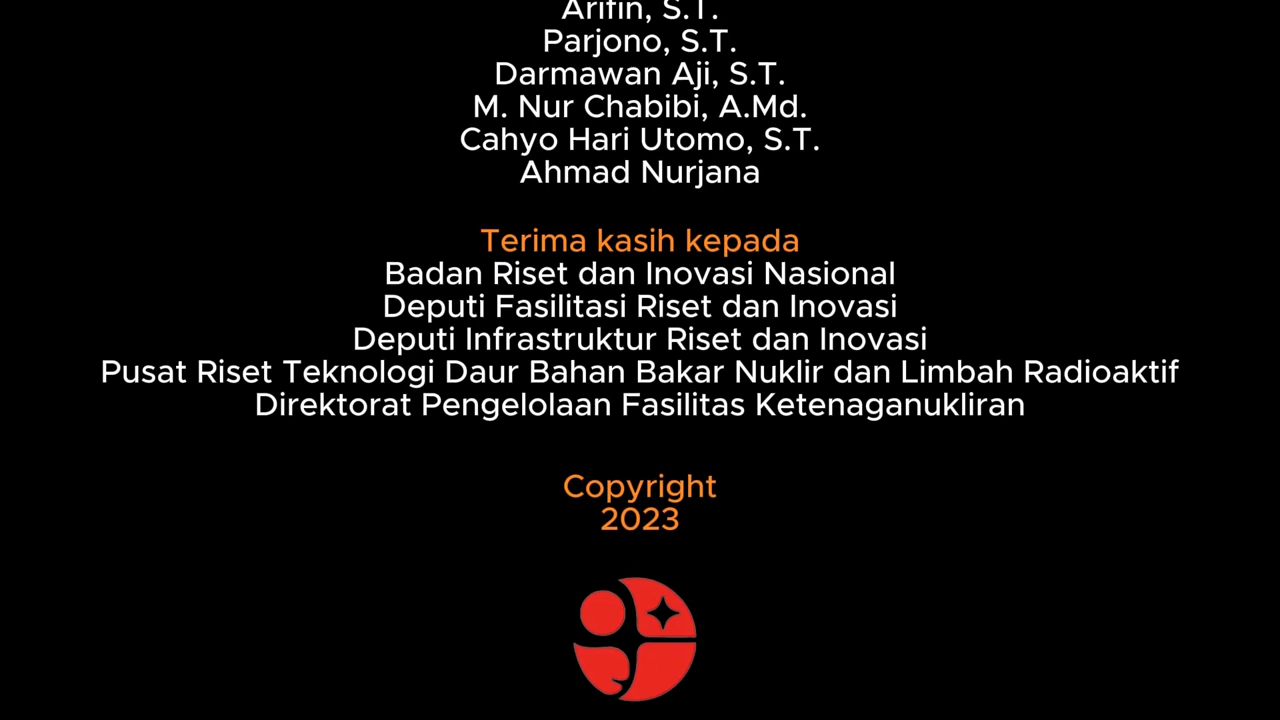 Arifin, S.T.
Parjono, S.T.
Darmawan Aji, S.T.
M. Nur Chabibi, A.Md.
Cahyo Hari Utomo, S.T.
Ahmad Nurjana
Terima kasih kepada
Badan Riset dan Inovasi Nasional
Deputi Fasilitasi Riset dan Inovasi
Deputi Infrastruktur Riset dan Inovasi
Pusat Riset Teknologi Daur Bahan Bakar Nuklir dan Limbah Radioaktif
Direktorat Pengelolaan Fasilitas Ketenaganukliran
Copyright
2023